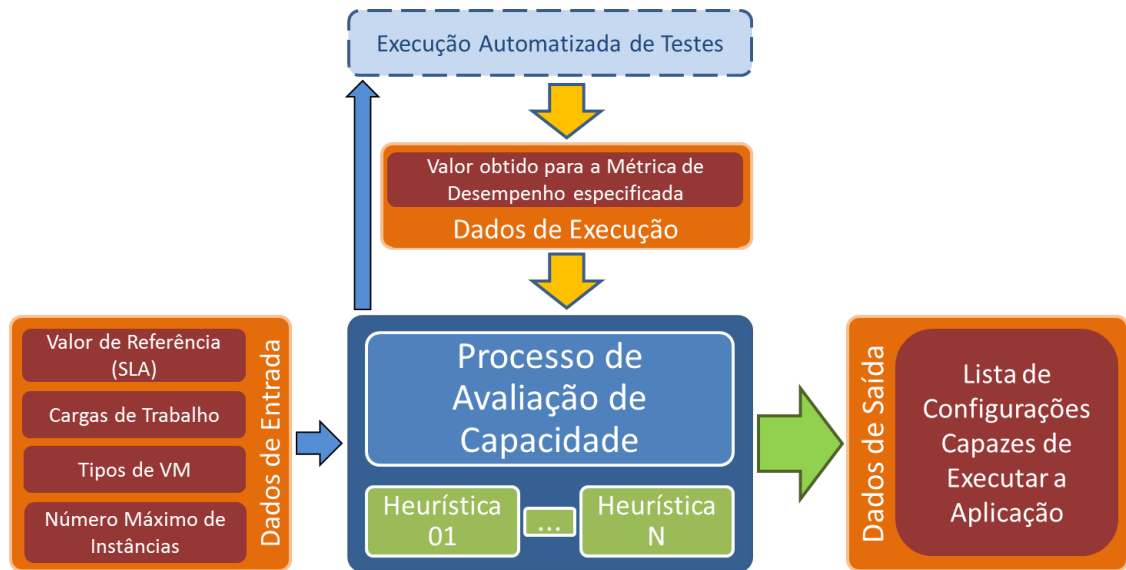 Execução Automatizada de Testes
Valor obtido para a Métrica de
Desempenho especificada
Dados de Execução
Valor de Referência
(SLA)
Cargas de Trabalho
Tipos de VM
Número Máximo de
Instâncias
Dados de Entrada
Processo de
Avaliação de
Capacidade
Heurística
01
...
Heurística
N
Dados de Saída
Lista de
Configurações
Capazes de
Executar a
Aplicação